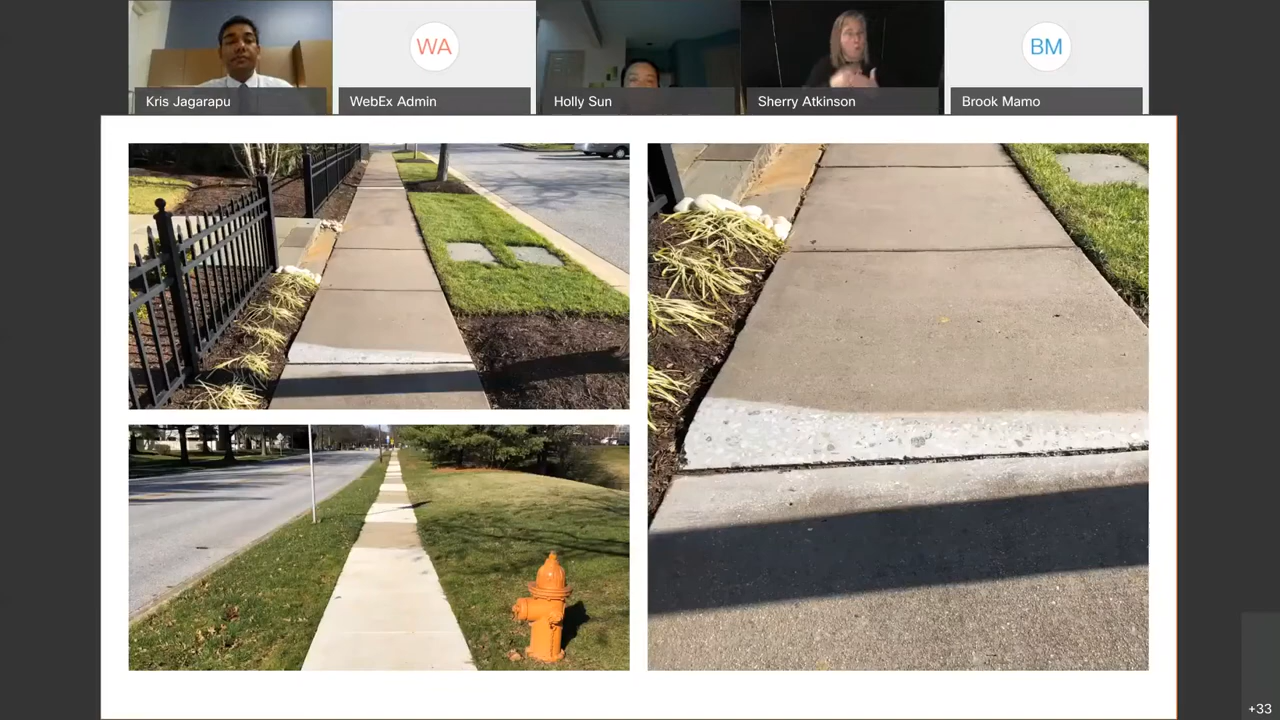 WA
BM
Kris Jagarapu
WebEx Admin
Holly Sun
Sherry Atkinson
Brook Mamo
+33